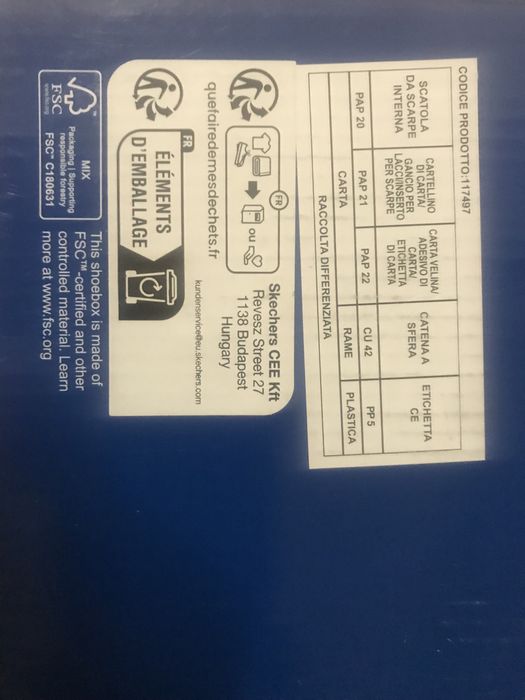 CODICE PRODOTTO:117497
SCATOLA
DA SCARPE
INTERNA
CARTELLINO
DI CARTA/
GANCIO PER
LACCI/INSERTO
PER SCARPE
CARTA VELINA/
ADESIVO DI
CARTA/
ETICHETTA
DI CARTA
CATENA A
SFERA
ETICHETTA
CE
PAP 20
PAP 21
PAP 22
CU 42
PP 5
CARTA
RAME
PLASTICA
RACCOLTA DIFFERENZIATA
FR
ou
quefairedemesdechets.fr
Skechers CEE Kft
Revesz Street 27
1138 Budapest
Hungary
kundenservice@eu.skechers.com
FR
ÉLÉMENTS
D'EMBALLAGE
FSC
www.fsc.org
MIX
Packaging | Supporting
responsible forestry
FSC™ C180631
This shoebox is made of
FSC™ certified and other
controlled material. Learn
more at www.fsc.org